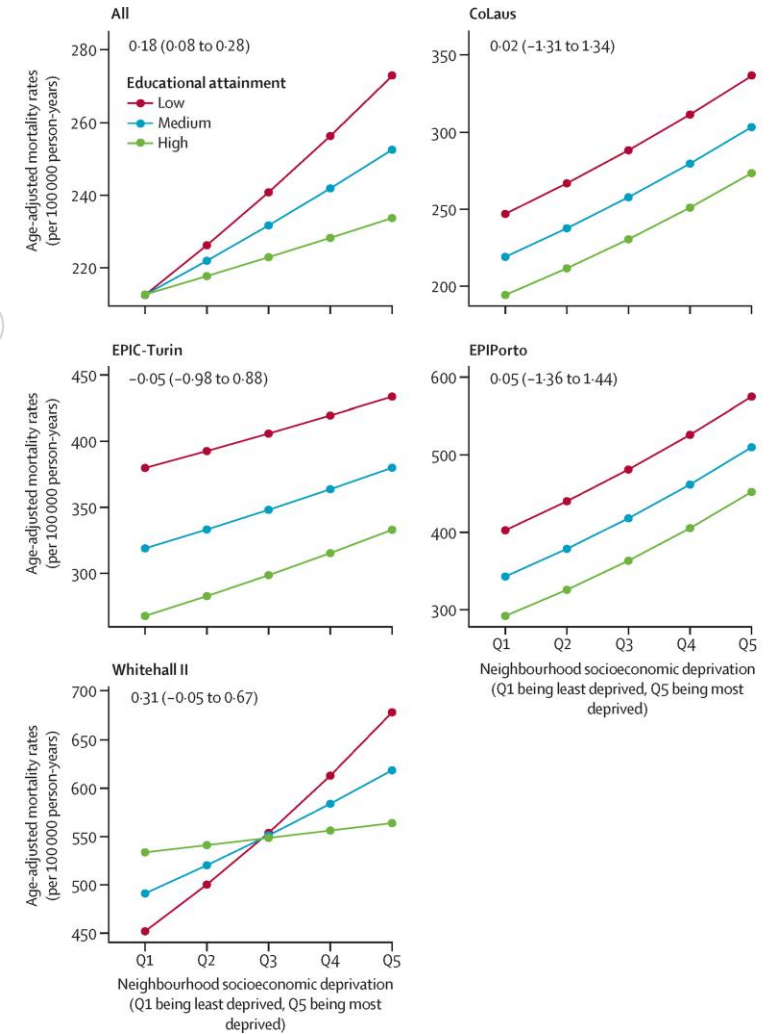 All
280
260
240
220
0·18 (0·08 to 0·28)
Educational attainment
Low
Medium
High
Age-adjusted mortality rates
(per 100 000 person-years)
CoLaus
350
300
250
200
0·02 (−1·31 to 1·34)
EPIC-Turin
450
400
350
300
−0·05 (−0·98 to 0·88)
Age-adjusted mortality rates
(per 100 000 person-years)
EPIPorto
600
500
400
300
0·05 (−1·36 to 1·44)
Q1 Q2 Q3 Q4 Q5
Neighbourhood socioeconomic deprivation
(Q1 being least deprived, Q5 being most
deprived)
Whitehall II
700
650
600
550
500
450
0·31 (−0·05 to 0·67)
Age-adjusted mortality rates
(per 100 000 person-years)
Q1 Q2 Q3 Q4 Q5
Neighbourhood socioeconomic deprivation
(Q1 being least deprived, Q5 being most
deprived)